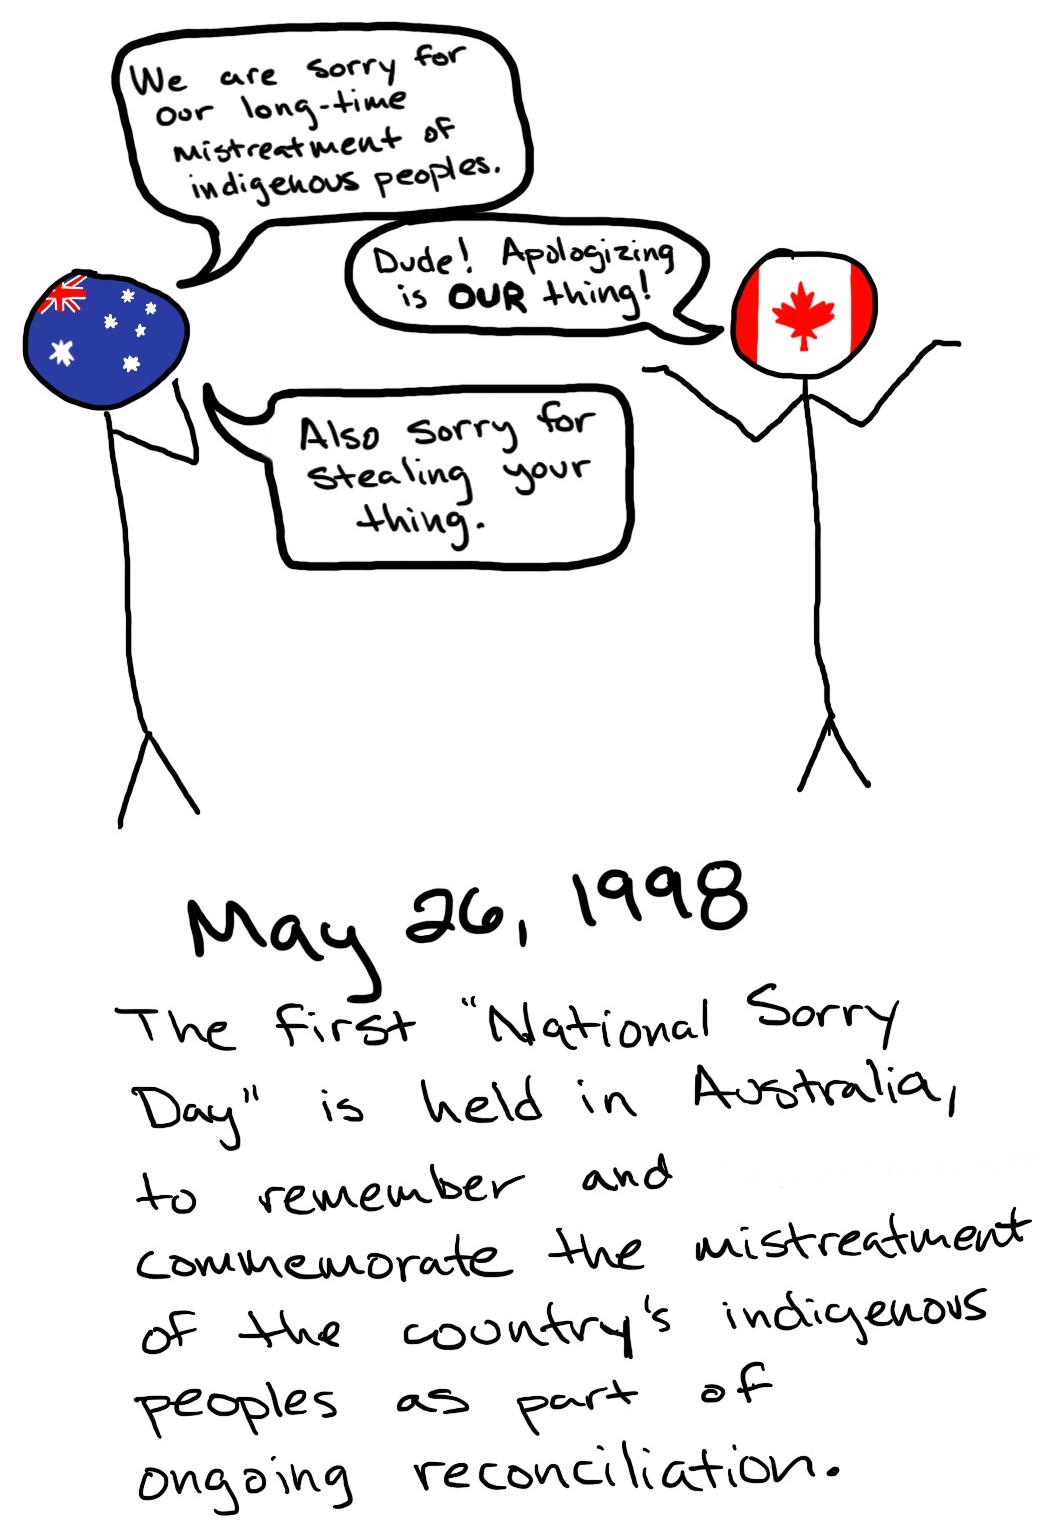 We are sorry for
our long-time
mistreatment of
indigenous peoples.
Dude! Apologizing
is OUR thing!
Also sorry for
stealing your
thing.
May 26, 1998
The first "National Sorry
Day" is held in Australia,
to remember and
commemorate the mistreatment
of the country's indigenous
peoples as part of
ongoing reconciliation.